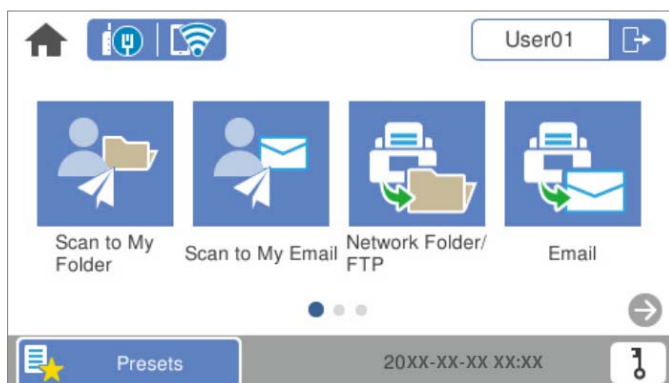 User01
Scan to My
Folder
Scan to My Email
Network Folder/
FTP
Email
Presets
20XX-XX-XX XX:XX